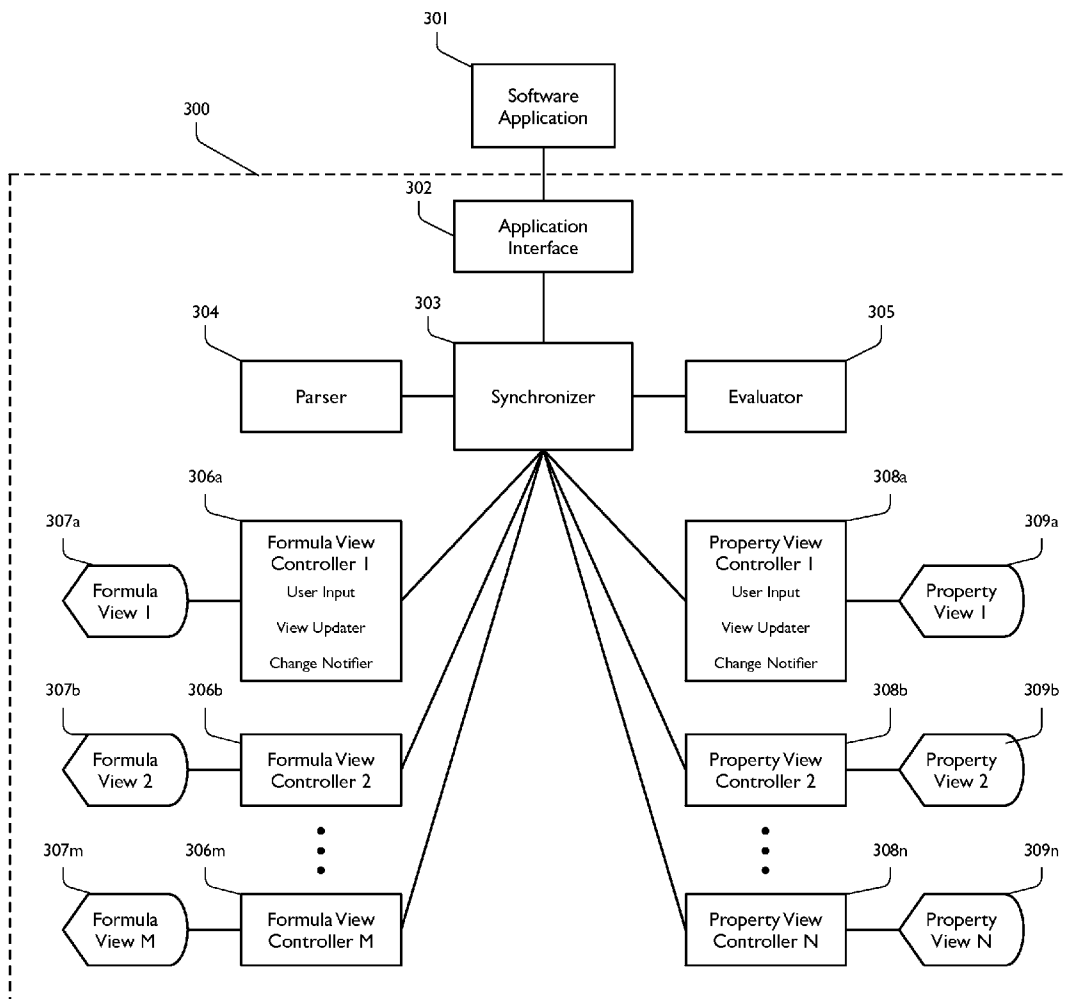 301
Software
Application
300
302
Application
Interface
303
304
305
Parser
Synchronizer
Evaluator
306a
308a
307a
309a
Formula View
Controller 1
User Input
View Updater
Change Notifier
Property View
Controller 1
User Input
View Updater
Change Notifier
Formula
View 1
Property
View 1
307b
306b
308b
309b
Formula
View 2
Formula View
Controller 2
Property View
Controller 2
Property
View 2
307m
306m
308n
309n
Formula
View M
Formula View
Controller M
Property View
Controller N
Property
View N